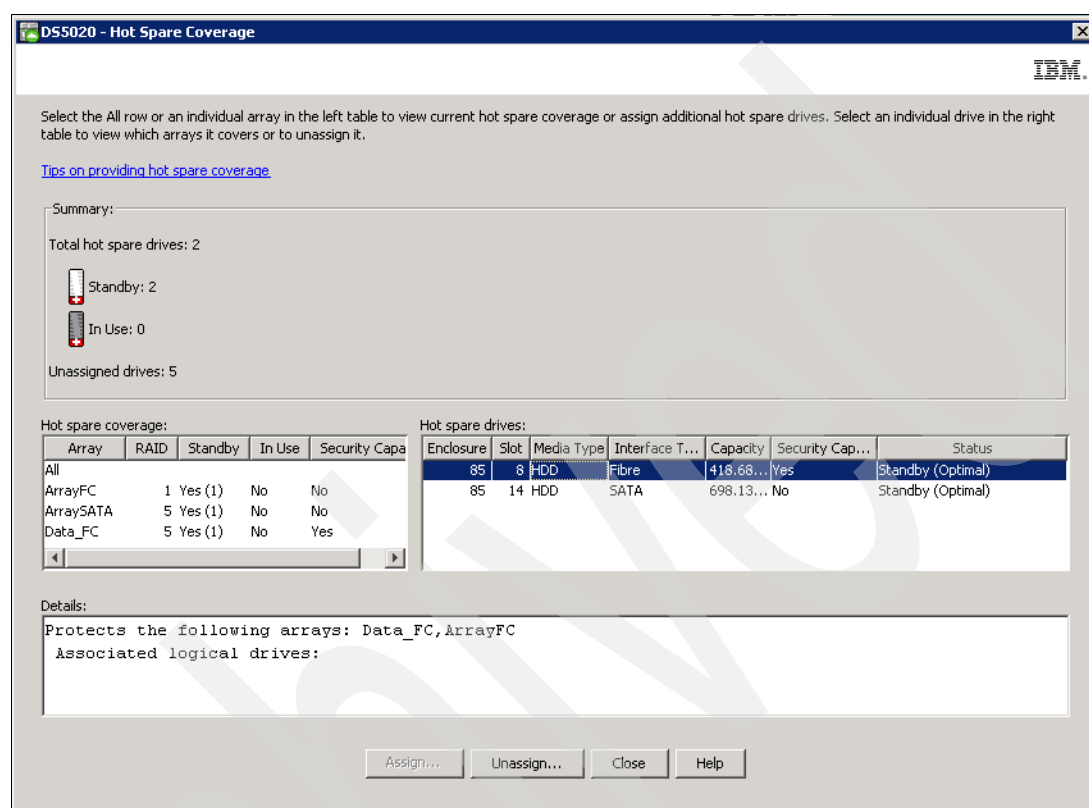 DS5020 - Hot Spare Coverage
IBM.
Select the All row or an individual array in the left table to view current hot spare coverage or assign additional hot spare drives. Select an individual drive in the right
table to view which arrays it covers or to unassign it.
Tips on providing hot spare coverage
Summary:
Total hot spare drives: 2
Standby: 2
In Use: 0
Unassigned drives: 5
Hot spare coverage:
Array RAID Standby In Use Security Capa
All
ArrayFC 1 Yes (1) No No
ArraySATA 5 Yes (1) No No
Data_FC 5 Yes (1) No Yes
Hot spare drives:
Enclosure Slot Media Type Interface T... Capacity Security Cap... Status
85 8 HDD Fibre 418.68... Yes Standby (Optimal)
85 14 HDD SATA 698.13... No Standby (Optimal)
Details:
Protects the following arrays: Data_FC,ArrayFC
Associated logical drives:
Assign... Unassign... Close Help